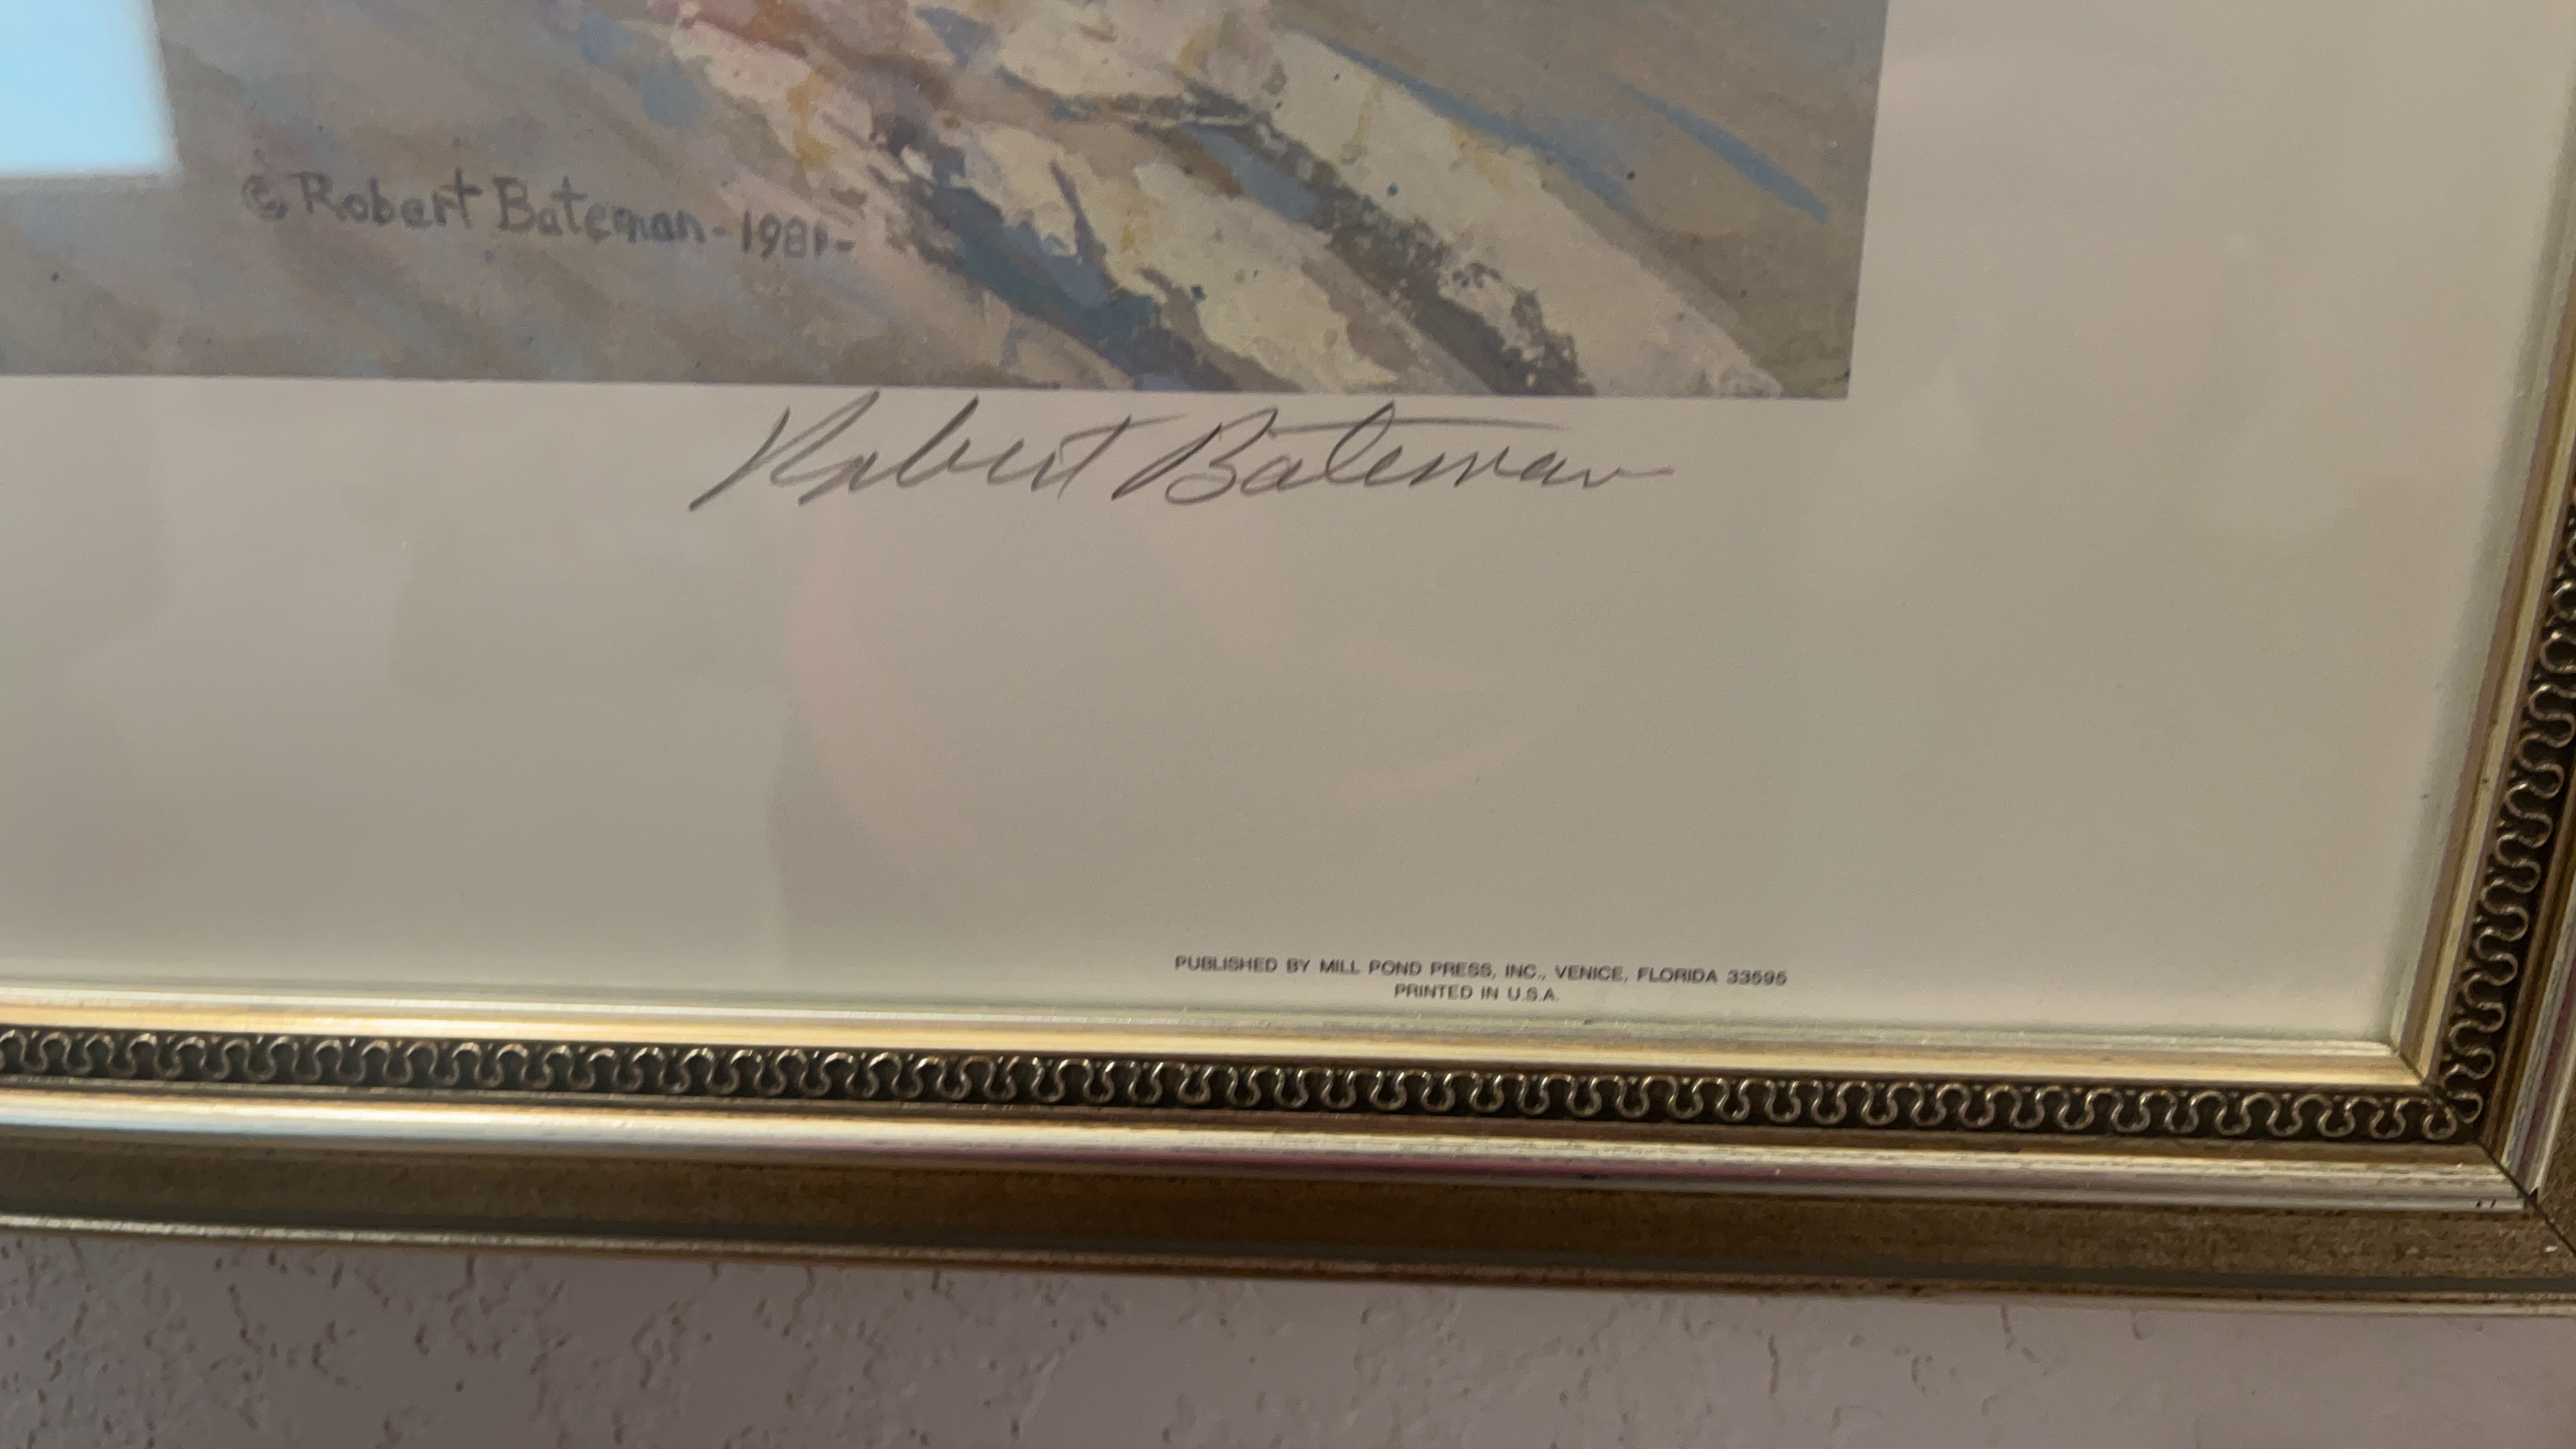 © Robert Bateman - 1981 -
Robert Bateman
PUBLISHED BY MILL POND PRESS, INC., VENICE, FLORIDA 33595
PRINTED IN U.S.A.